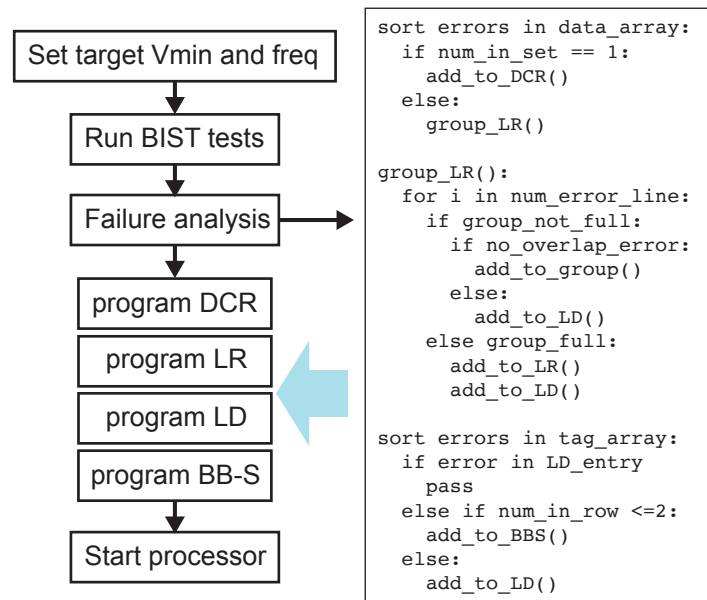 Set target Vmin and freq
Run BIST tests
Failure analysis
program DCR
program LR
program LD
program BB-S
Start processor
sort errors in data_array:
  if num_in_set == 1:
    add_to_DCR()
  else:
    group_LR()
group_LR():
  for i in num_error_line:
    if group_not_full:
      if no_overlap_error:
        add_to_group()
      else:
        add_to_LD()
    else group_full:
      add_to_LR()
      add_to_LD()
sort errors in tag_array:
  if error in LD_entry
    pass
  else if num_in_row <=2:
    add_to_BBS()
  else:
    add_to_LD()